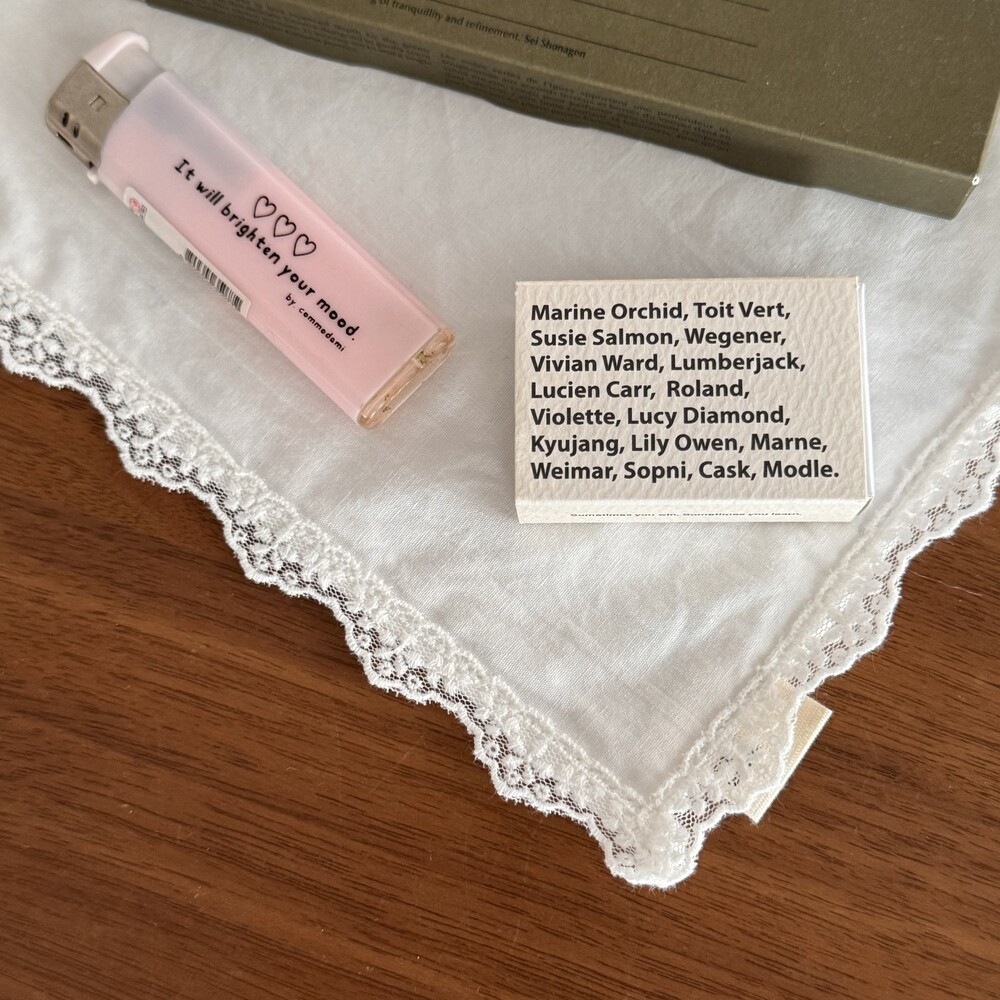 of tranquillity and refinement. Sei Shonagon
It will brighten your mood.
by commodami
Marine Orchid, Toit Vert,
Susie Salmon, Wegener,
Vivian Ward, Lumberjack,
Lucien Carr, Roland,
Violette, Lucy Diamond,
Kyujang, Lily Owen, Marne,
Weimar, Sopni, Cask, Modle.
Sometimes you win, sometimes you learn.